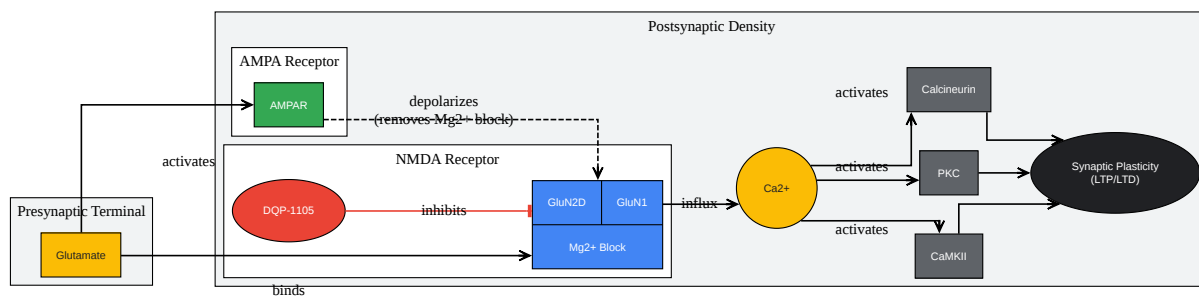 Postsynaptic Density
AMPA Receptor
AMPAR
depolarizes
(removes Mg2+ block)
activates
NMDA Receptor
DQP-1105
inhibits
GluN2D
GluN1
Mg2+ Block
influx
Presynaptic Terminal
Glutamate
binds
Ca2+
activates
Calcineurin
activates
PKC
activates
CaMKII
Synaptic Plasticity
(LTP/LTD)